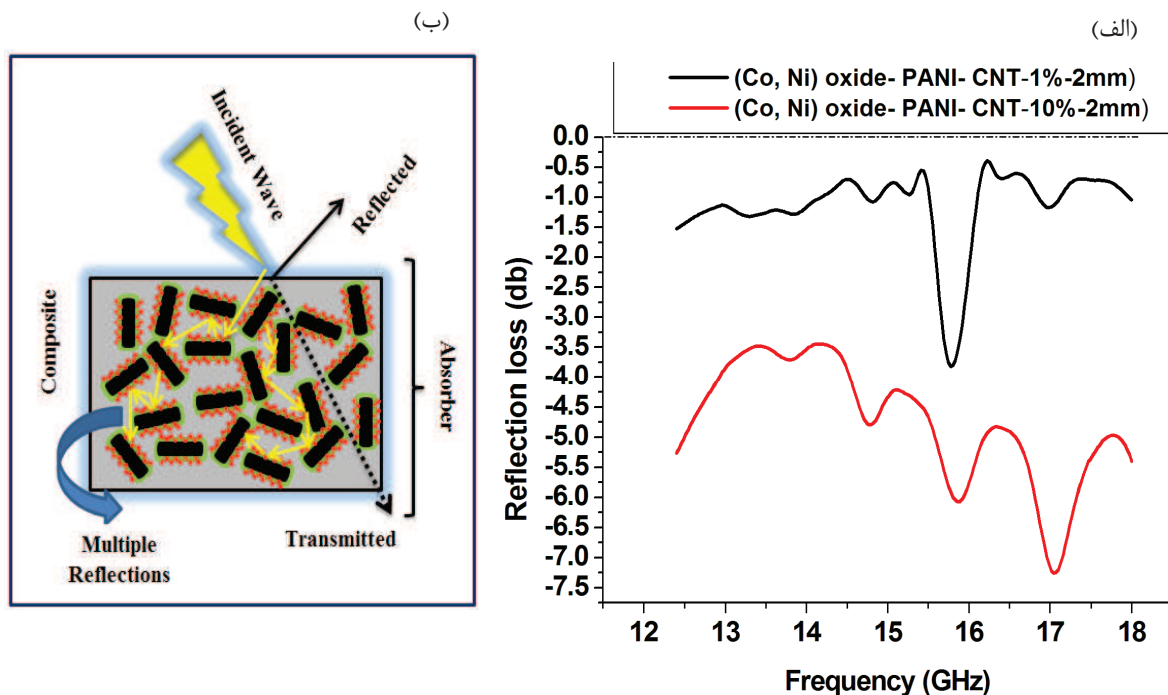 (الف)
(Co, Ni) oxide- PANI- CNT-1%-2mm)
(Co, Ni) oxide- PANI- CNT-10%-2mm)
0.0
-0.5
-1.0
-1.5
-2.0
-2.5
-3.0
-3.5
-4.0
-4.5
-5.0
-5.5
-6.0
-6.5
-7.0
-7.5
Reflection loss (db)
12 13 14 15 16 17 18
Frequency (GHz)
(ب)
Incident Wave
Reflected
Composite
Absorber
Multiple
Reflections
Transmitted